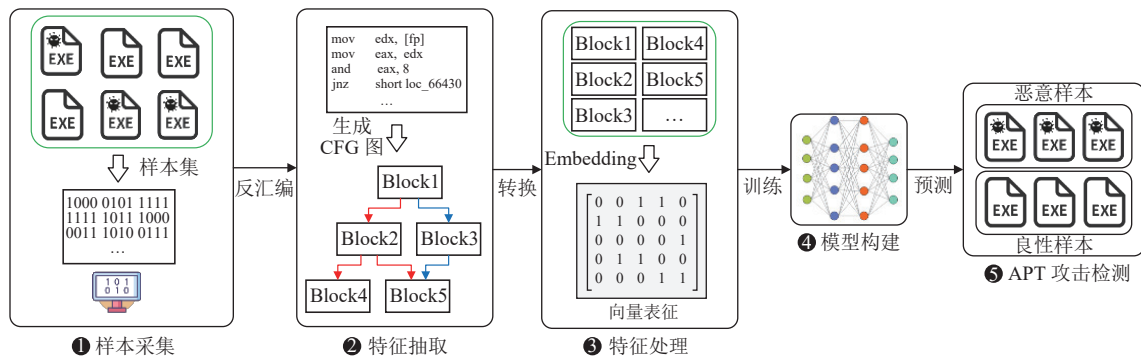 EXE EXE EXE
EXE EXE EXE
样本集
1000 0101 1111
1111 1011 1000
0011 1010 0111
…
1 0 1
0 1 0
❶ 样本采集
反汇编
mov edx, [fp]
mov eax, edx
and eax, 8
jnz short loc_66430
…
生成
CFG 图
Block1
Block2 Block3
Block4 Block5
❷ 特征抽取
转换
Block1 Block4
Block2 Block5
Block3 …
Embedding
0 0 1 1 0
1 1 0 0 0
0 0 0 0 1
0 1 1 0 0
0 0 0 1 1
向量表征
❸ 特征处理
训练
❹ 模型构建
预测
恶意样本
EXE EXE EXE
EXE EXE EXE
良性样本
❺ APT 攻击检测